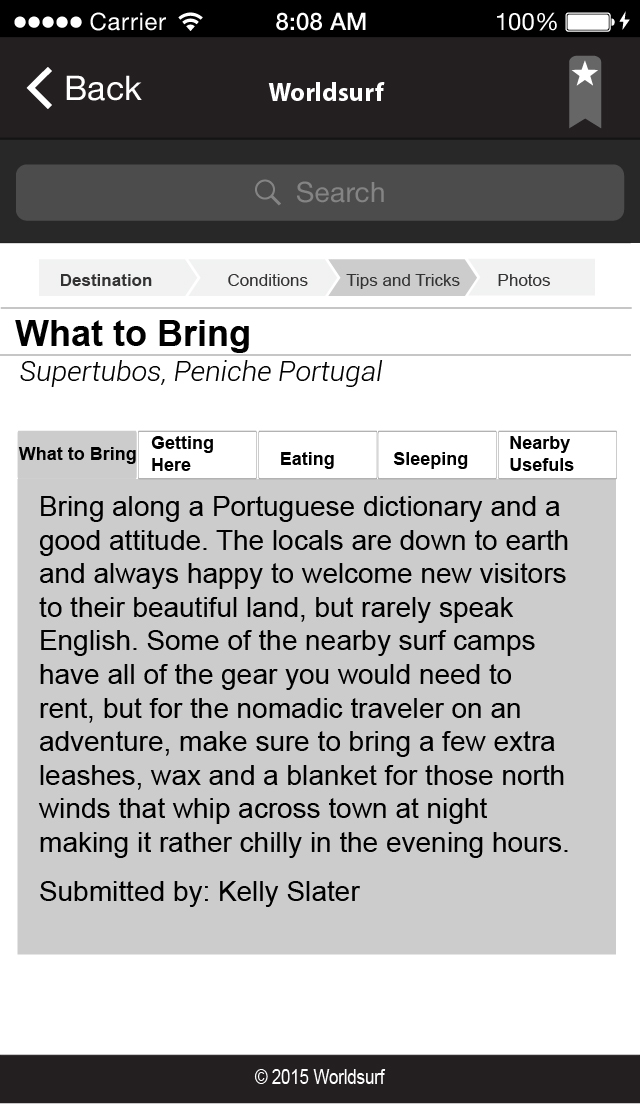 Carrier 8:08 AM 100%
Back Worldsurf
Search
Destination Conditions Tips and Tricks Photos
What to Bring
Supertubos, Peniche Portugal
What to Bring Getting Here Eating Sleeping Nearby Usefuls
Bring along a Portuguese dictionary and a
good attitude. The locals are down to earth
and always happy to welcome new visitors
to their beautiful land, but rarely speak
English. Some of the nearby surf camps
have all of the gear you would need to
rent, but for the nomadic traveler on an
adventure, make sure to bring a few extra
leashes, wax and a blanket for those north
winds that whip across town at night
making it rather chilly in the evening hours.
Submitted by: Kelly Slater
© 2015 Worldsurf